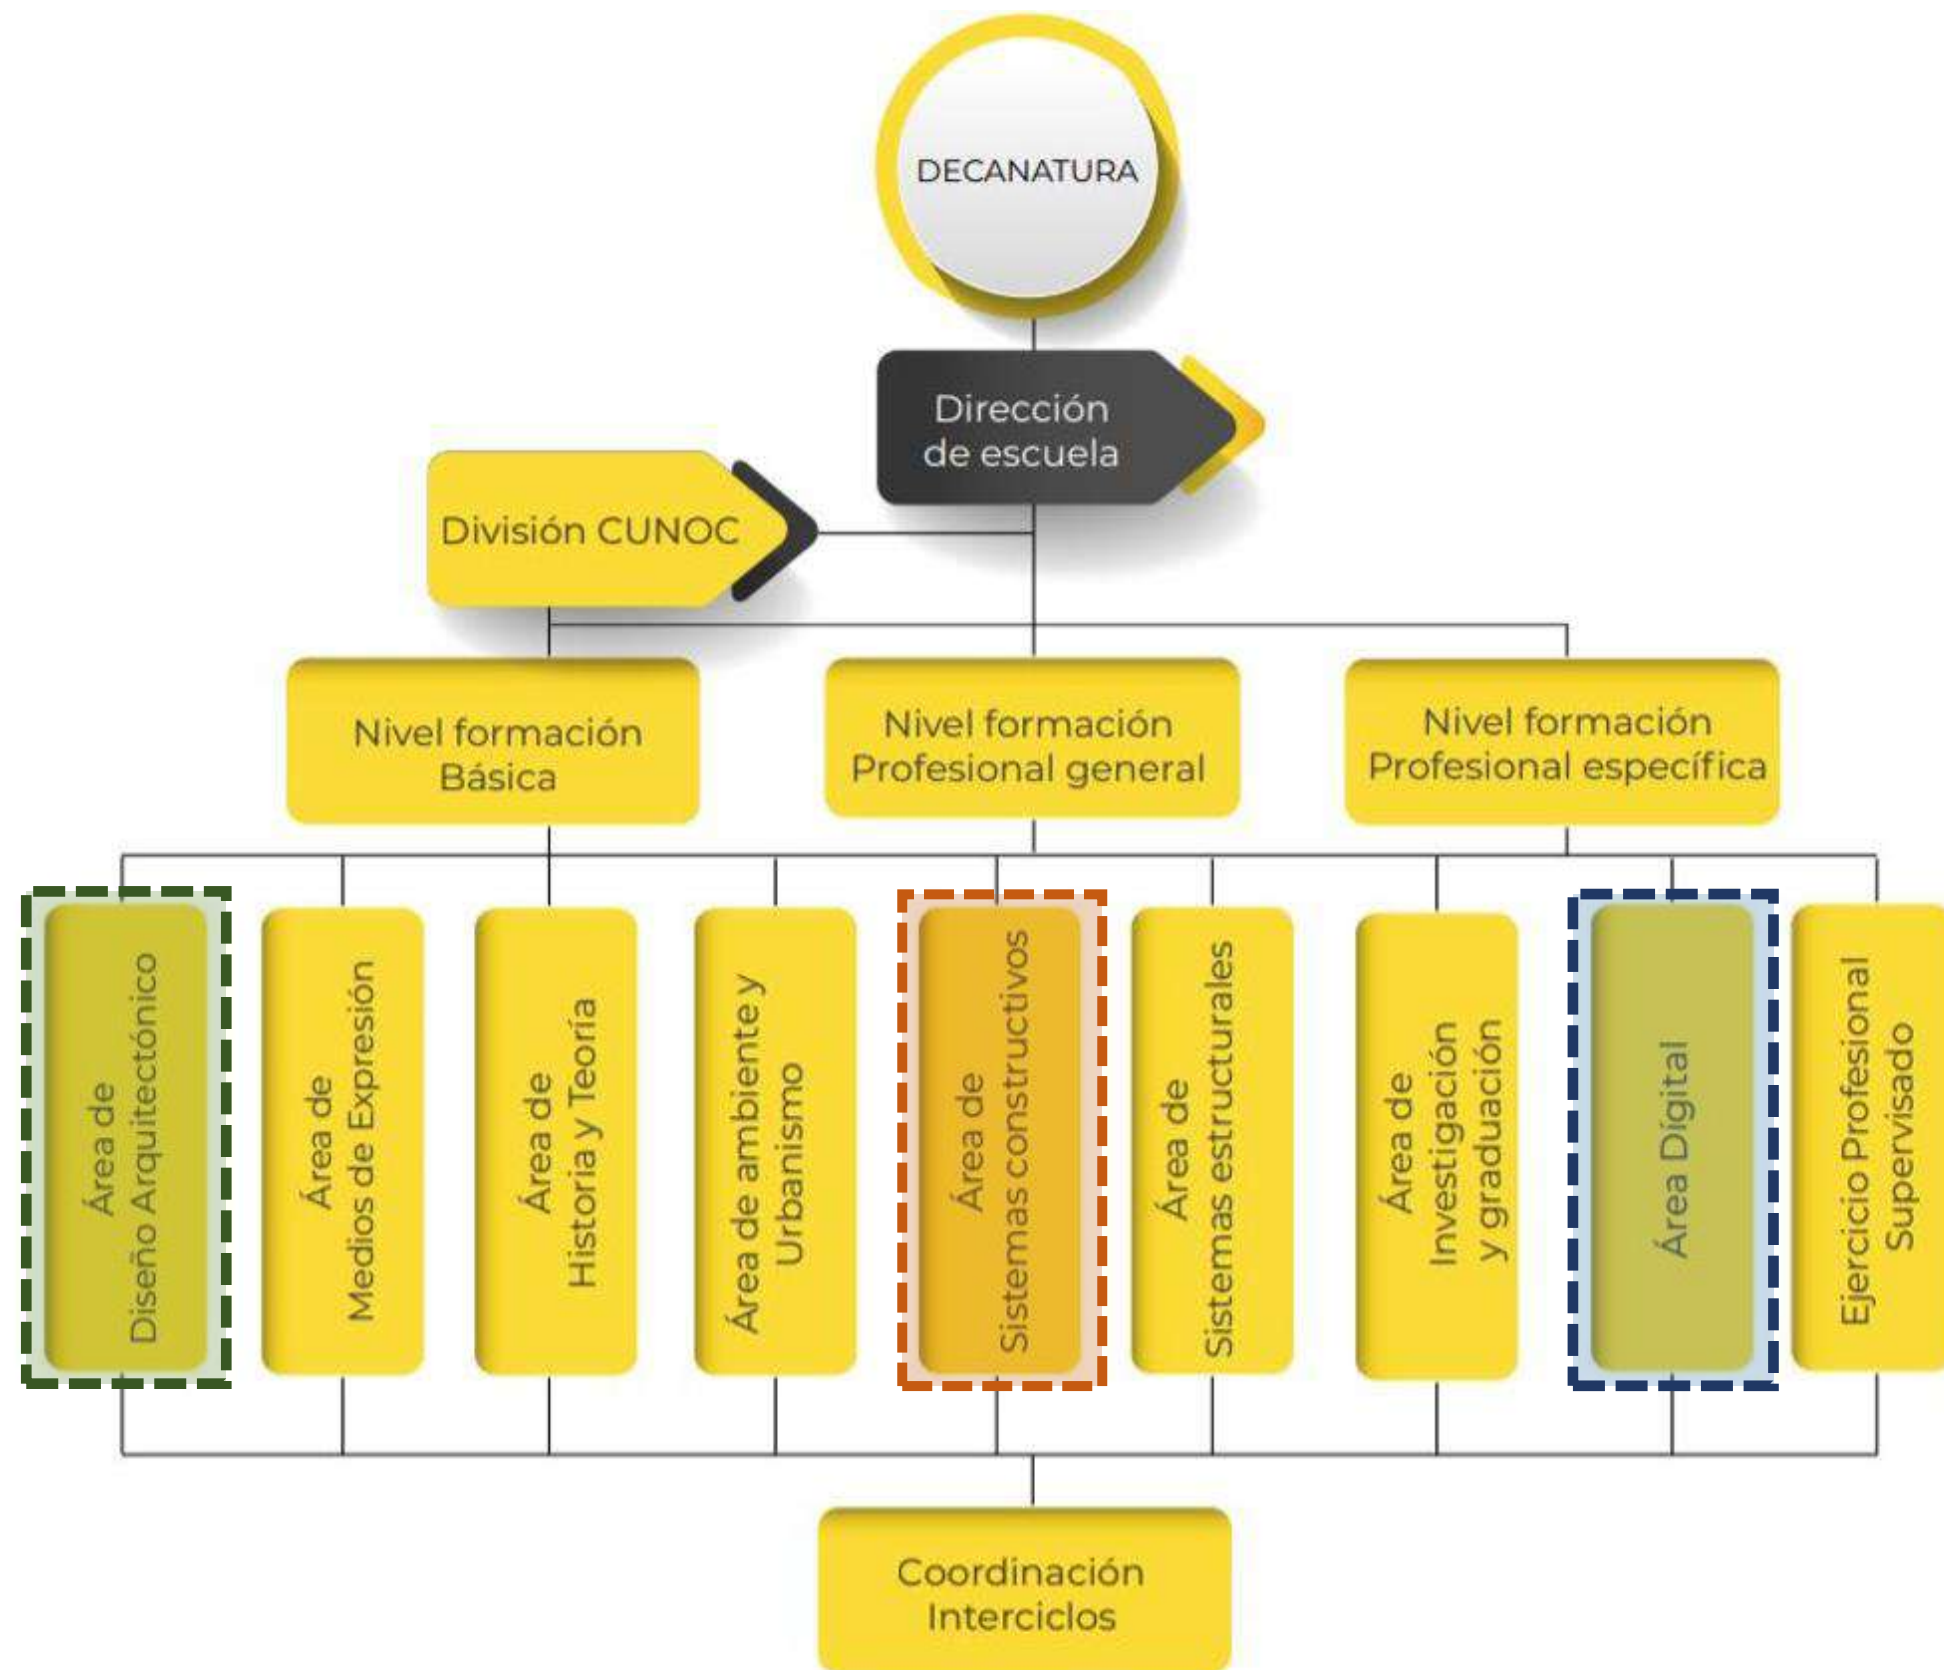 DECANATURA
Dirección
de escuela
División CUNOC
Nivel formación
Básica
Nivel formación
Profesional general
Nivel formación
Profesional específica
Área de
Diseño Arquitectónico
Área de
Medios de Expresión
Área de
Historia y Teoría
Área de ambiente y
Urbanismo
Área de
Sistemas constructivos
Área de
Sistemas estructurales
Área de
Investigación
y graduación
Área Dígital
Ejercicio Profesional
Supervisado
Coordinación
Interciclos